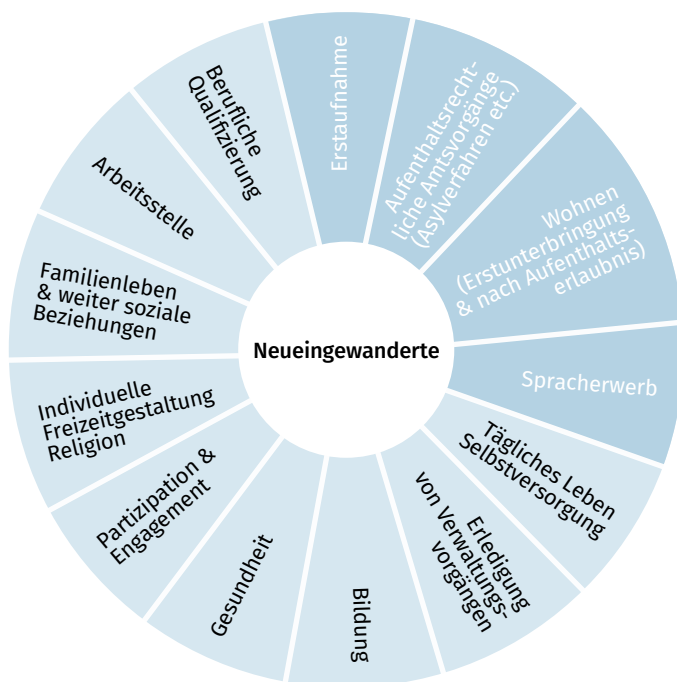 Erstaufnahme
Aufenthaltsrecht-
liche Amtsvorgänge
(Asylverfahren etc.)
Wohnen
(Erstunterbringung
& nach Aufenthalts-
erlaubnis)
Spracherwerb
Tägliches Leben
Selbstversorgung
Erledigung
von Verwaltungs-
vorgängen
Bildung
Gesundheit
Partizipation &
Engagement
Individuelle
Freizeitgestaltung
Religion
Familienleben
& weiter soziale
Beziehungen
Arbeitsstelle
Berufliche
Qualifizierung
Neueingewanderte